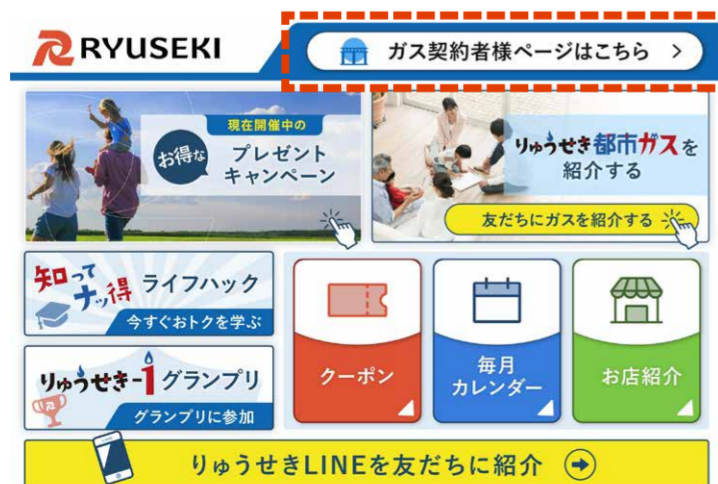 RYUSEKI
ガス契約者様ページはこちら >
現在開催中の
お得な
プレゼント
キャンペーン
りゅうせき都市ガスを
紹介する
友だちにガスを紹介する
知って
ナッ得
ライフハック
今すぐおトクを学ぶ
りゅうせき-1グランプリ
グランプリに参加
クーポン
毎月
カレンダー
お店紹介
りゅうせきLINEを友だちに紹介